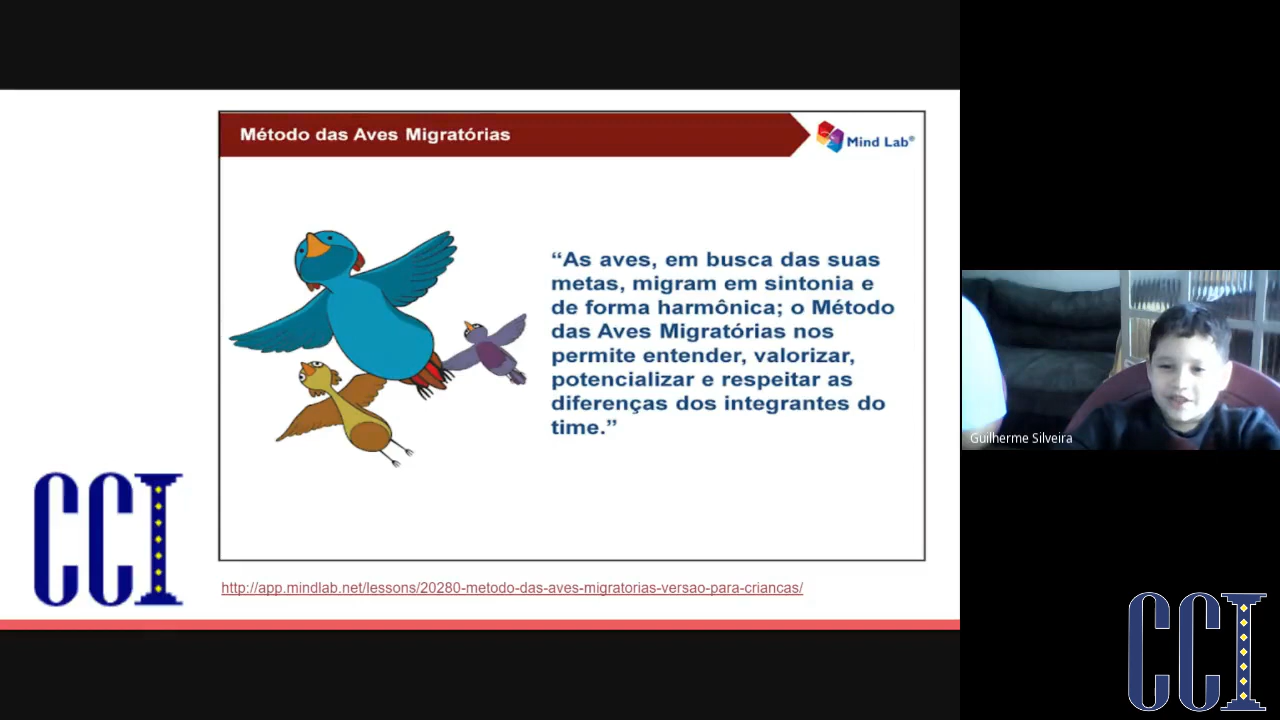 Método das Aves Migratórias
Mind Lab®
“As aves, em busca das suas
metas, migram em sintonia e
de forma harmônica; o Método
das Aves Migratórias nos
permite entender, valorizar,
potencializar e respeitar as
diferenças dos integrantes do
time.”
CCI
http://app.mindlab.net/lessons/20280-metodo-das-aves-migratorias-versao-para-criancas/
Guilherme Silveira
CCI